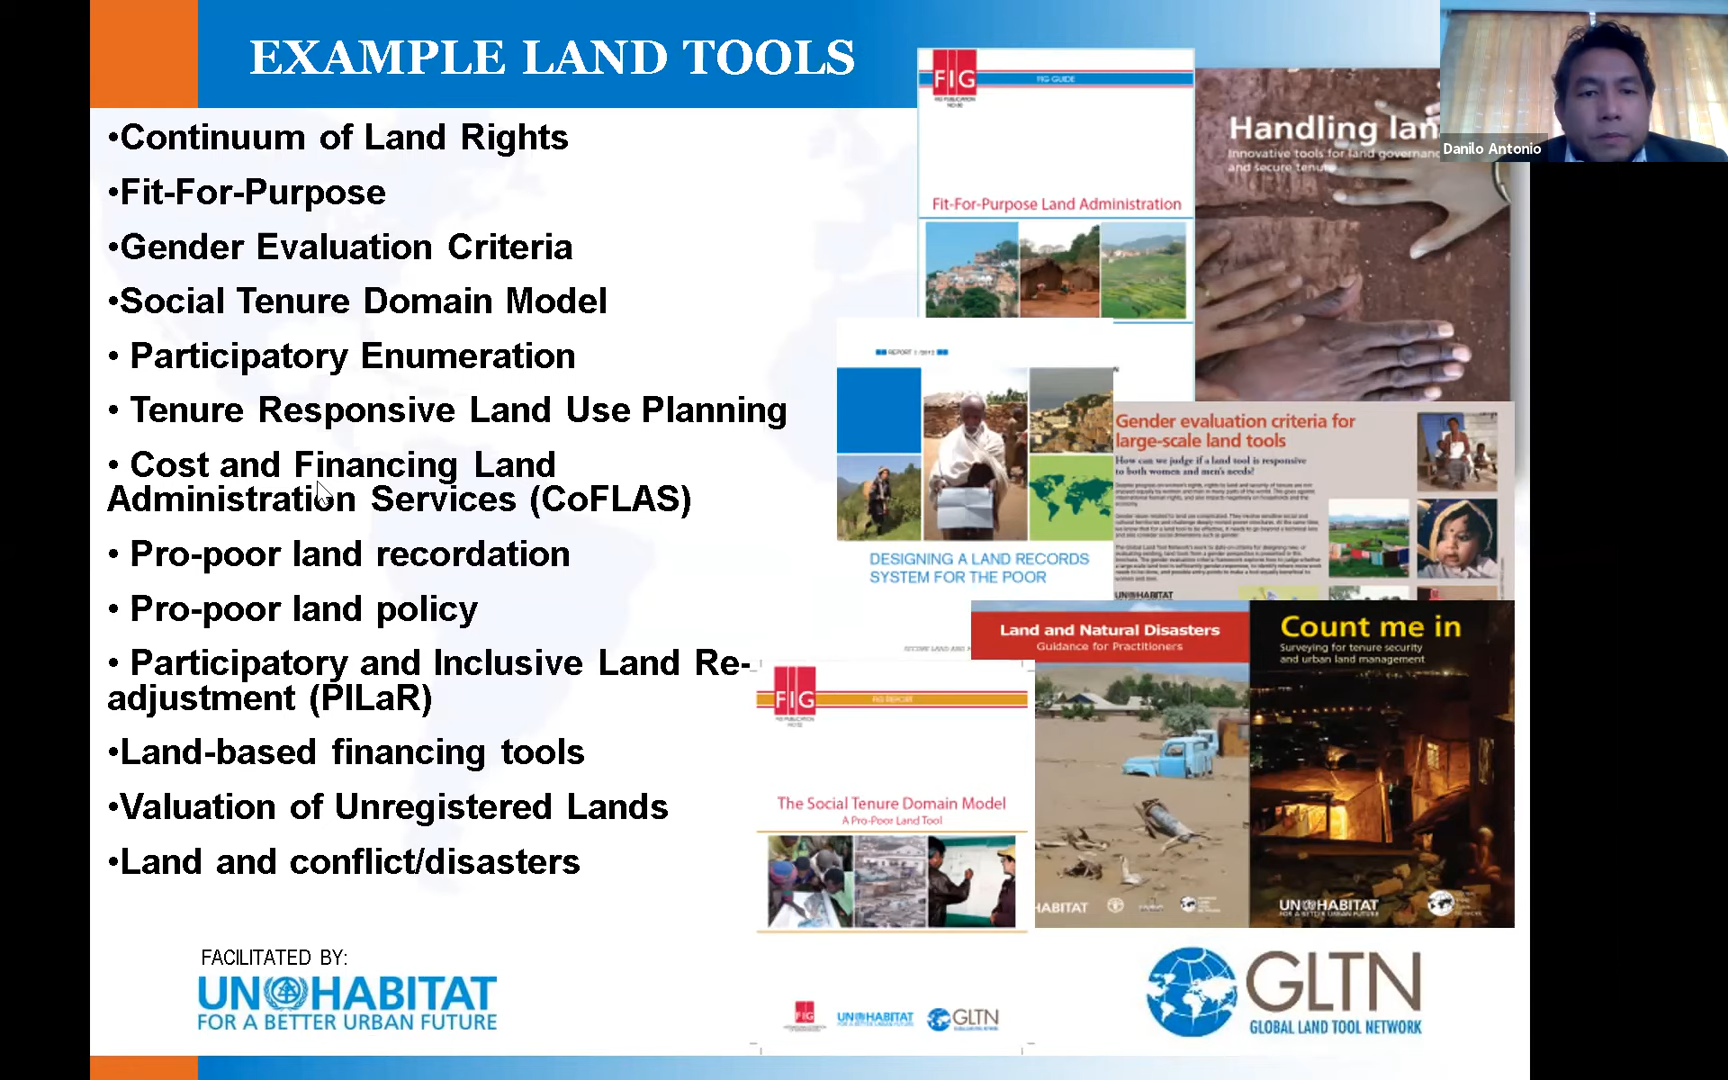 EXAMPLE LAND TOOLS
•Continuum of Land Rights
•Fit-For-Purpose
•Gender Evaluation Criteria
•Social Tenure Domain Model
• Participatory Enumeration
• Tenure Responsive Land Use Planning
• Cost and Financing Land
Administration Services (CoFLAS)
• Pro-poor land recordation
• Pro-poor land policy
• Participatory and Inclusive Land Re-
adjustment (PILaR)
•Land-based financing tools
•Valuation of Unregistered Lands
•Land and conflict/disasters
FACILITATED BY:
UN HABITAT
FOR A BETTER URBAN FUTURE
FIG
FIG GUIDE
Fit-For-Purpose Land Administration
Handling lan
Innovative tools for land governanc
and secure tenure
Danilo Antonio
REPORT
DESIGNING A LAND RECORDS
SYSTEM FOR THE POOR
Gender evaluation criteria for
large-scale land tools
How can we judge if a land tool is responsive
to both women and men's needs?
UN HABITAT
Land and Natural Disasters
Guidance for Practitioners
HABITAT
Count me in
Surveying for tenure security
and urban land management
UN HABITAT
FOR A BETTER URBAN FUTURE
FIG
FIG REPORT
The Social Tenure Domain Model
A Pro-Poor Land Tool
FIG
UN HABITAT
FOR A BETTER URBAN FUTURE
GLTN
GLTN
GLOBAL LAND TOOL NETWORK